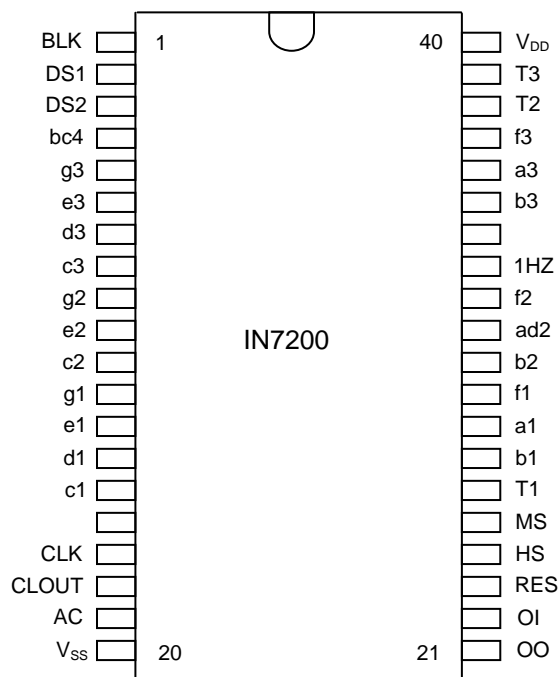 BLK 1 40 VDD
DS1 T3
DS2 T2
bc4 f3
g3 a3
e3 b3
d3
c3 1HZ
g2 f2
e2 ad2
IN7200
c2 b2
g1 f1
e1 a1
d1 b1
c1 T1
MS
CLK HS
CLOUT RES
AC OI
VSS 20 21 OO